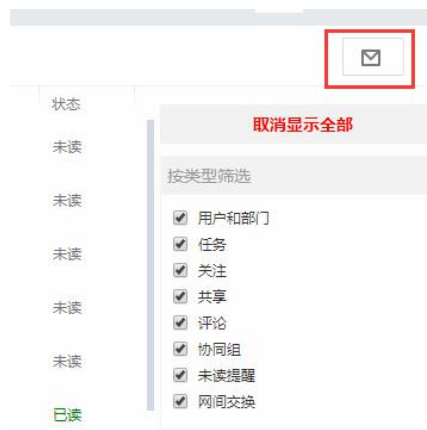 状态
未读
未读
未读
未读
未读
已读
取消显示全部
按类型筛选
用户和部门
任务
关注
共享
评论
协同组
未读提醒
网间交换